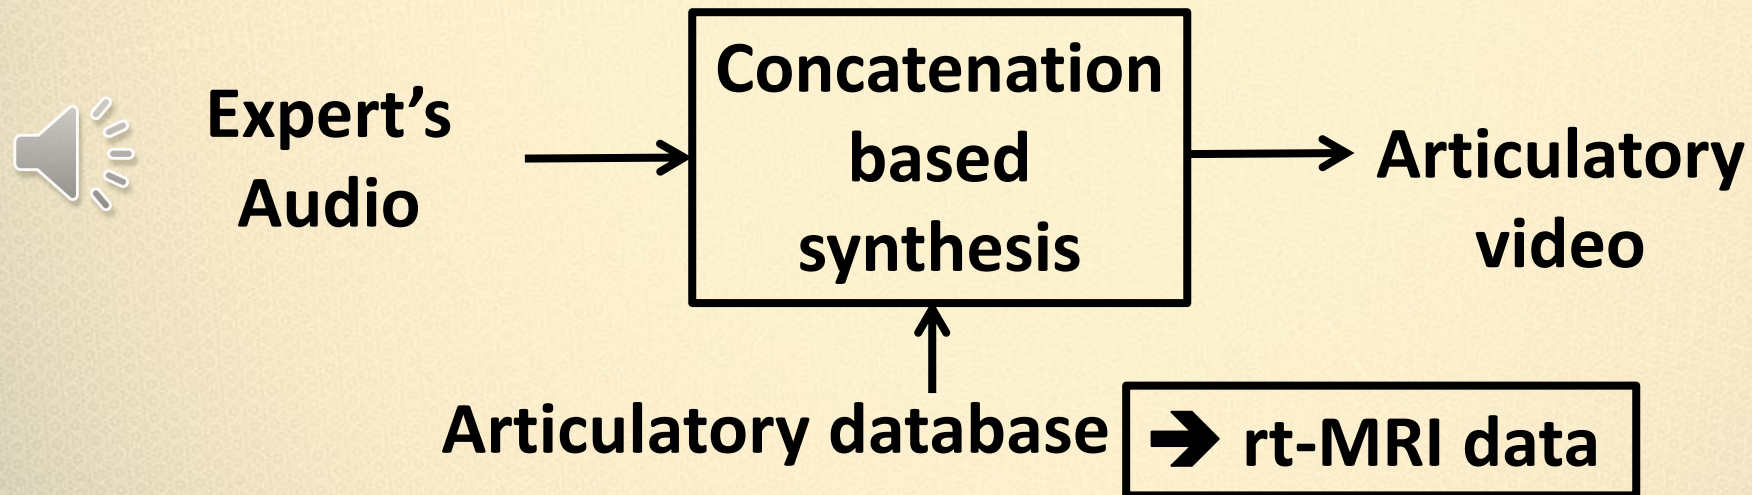 Expert’s
Audio
Concatenation
based
synthesis
Articulatory
video
Articulatory database
➔ rt-MRI data